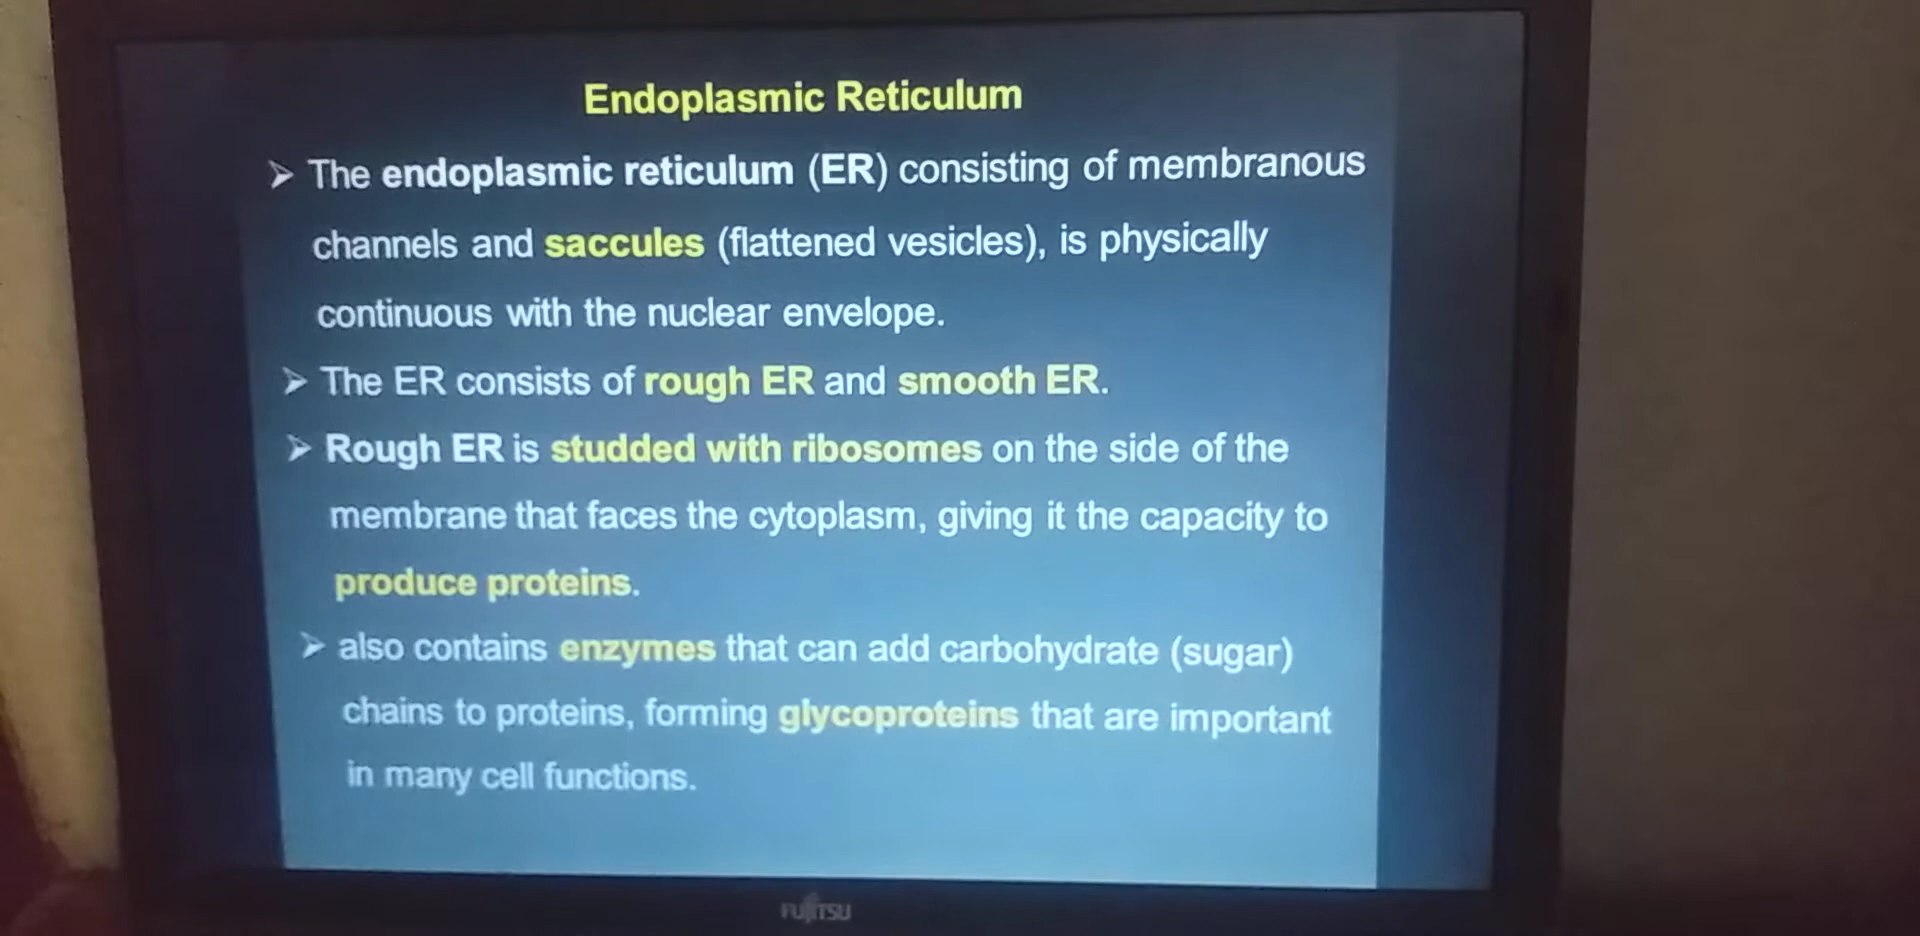 Endoplasmic Reticulum
➢ The endoplasmic reticulum (ER) consisting of membranous
channels and saccules (flattened vesicles), is physically
continuous with the nuclear envelope.
➢ The ER consists of rough ER and smooth ER.
➢ Rough ER is studded with ribosomes on the side of the
membrane that faces the cytoplasm, giving it the capacity to
produce proteins.
➢ also contains enzymes that can add carbohydrate (sugar)
chains to proteins, forming glycoproteins that are important
in many cell functions.
FUJITSU